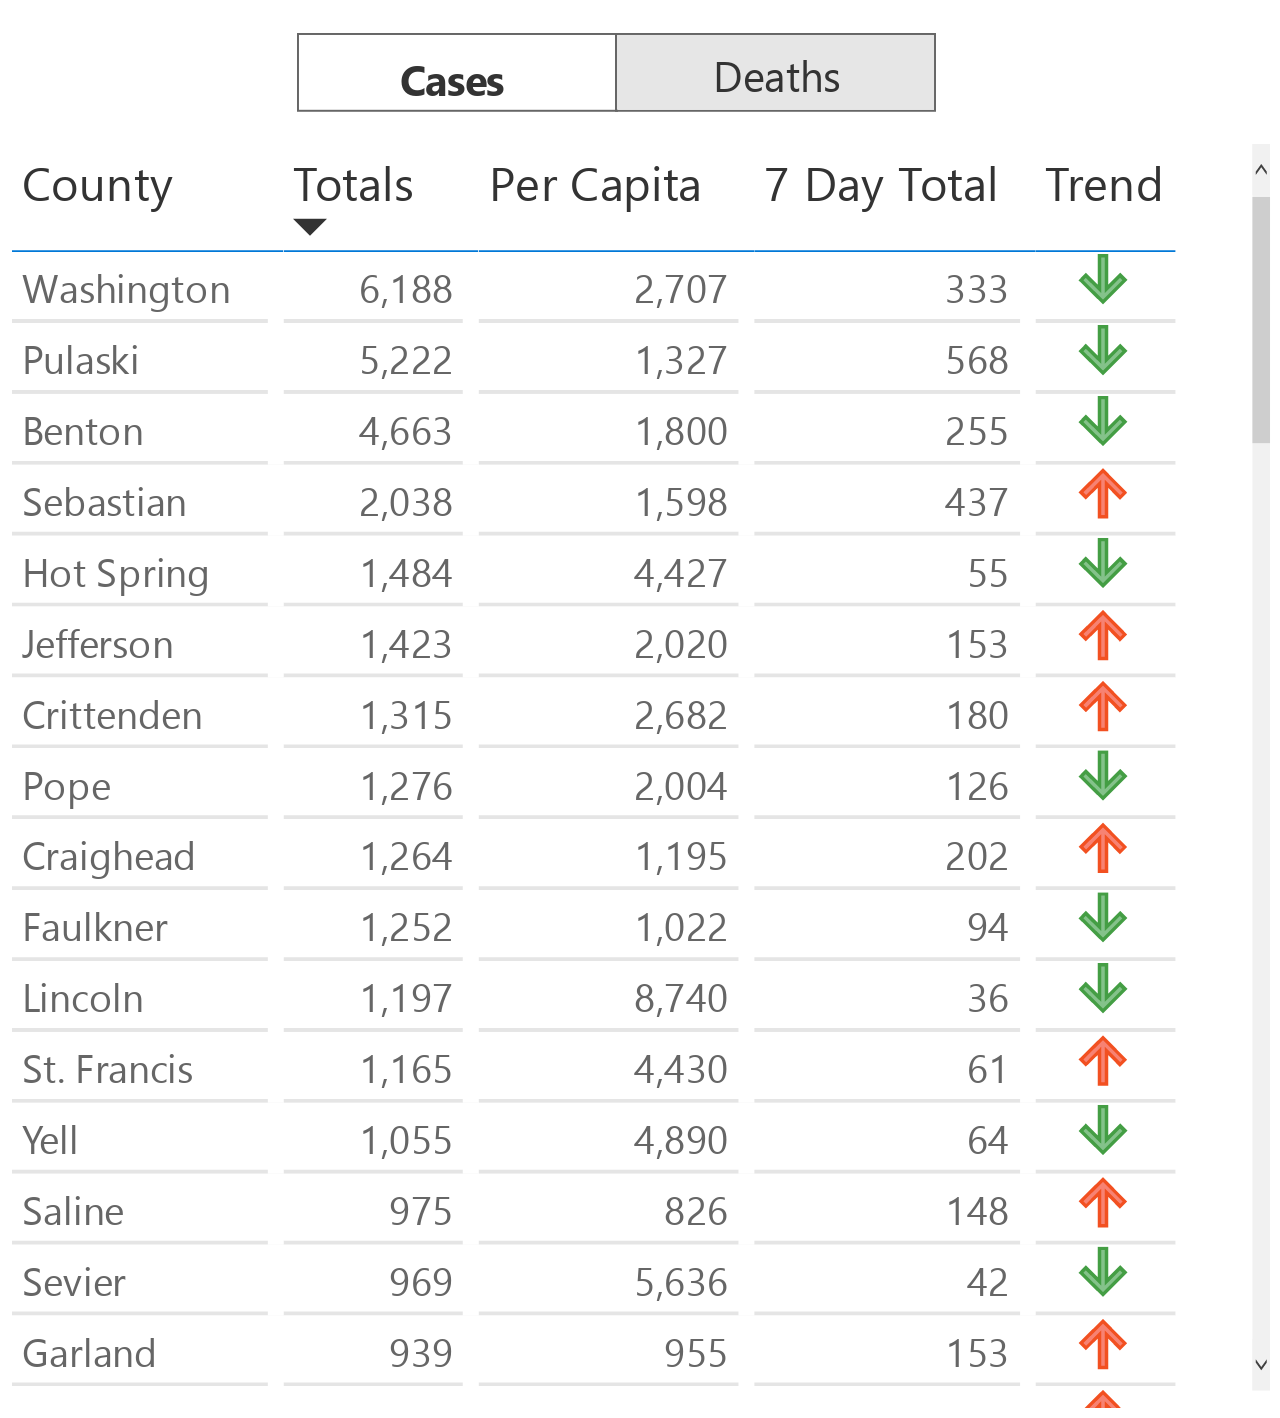 Cases Deaths
County Totals Per Capita 7 Day Total Trend
Washington 6,188 2,707 333
Pulaski 5,222 1,327 568
Benton 4,663 1,800 255
Sebastian 2,038 1,598 437
Hot Spring 1,484 4,427 55
Jefferson 1,423 2,020 153
Crittenden 1,315 2,682 180
Pope 1,276 2,004 126
Craighead 1,264 1,195 202
Faulkner 1,252 1,022 94
Lincoln 1,197 8,740 36
St. Francis 1,165 4,430 61
Yell 1,055 4,890 64
Saline 975 826 148
Sevier 969 5,636 42
Garland 939 955 153